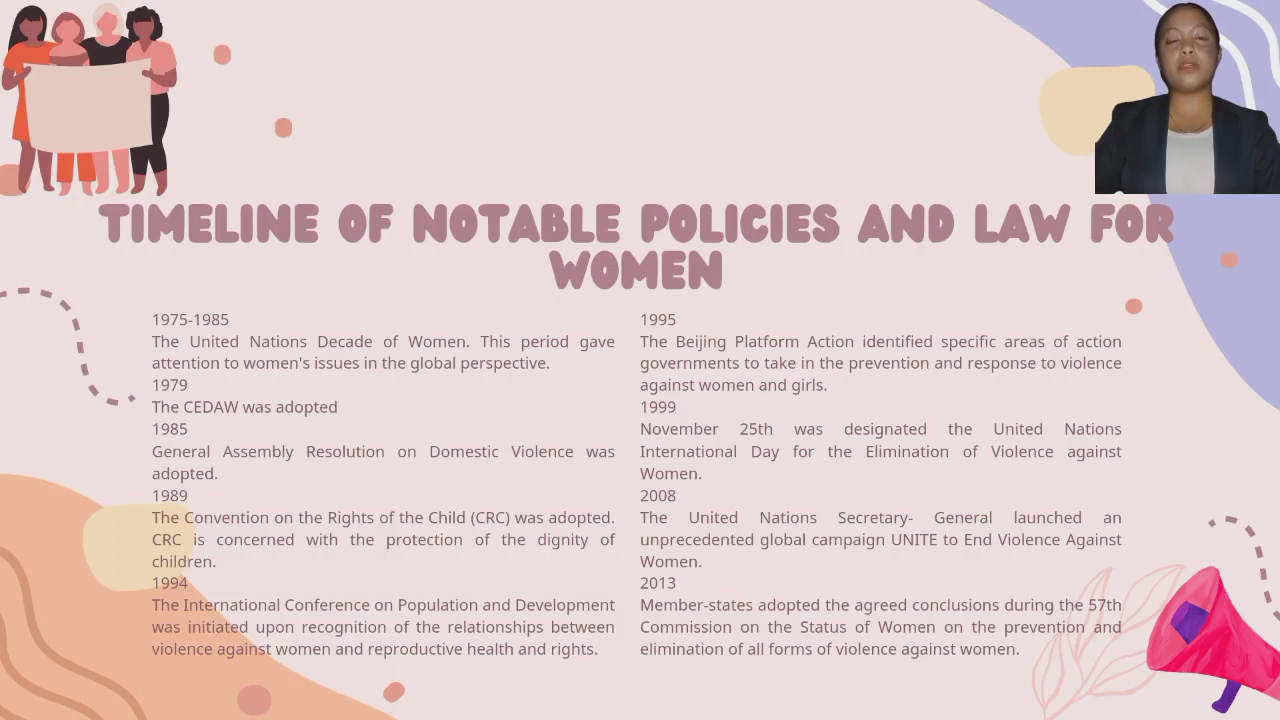 TIMELINE OF NOTABLE POLICIES AND LAW FOR
WOMEN
1975-1985
The United Nations Decade of Women. This period gave
attention to women's issues in the global perspective.
1979
The CEDAW was adopted
1985
General Assembly Resolution on Domestic Violence was
adopted.
1989
The Convention on the Rights of the Child (CRC) was adopted.
CRC is concerned with the protection of the dignity of
children.
1994
The International Conference on Population and Development
was initiated upon recognition of the relationships between
violence against women and reproductive health and rights.
1995
The Beijing Platform Action identified specific areas of action
governments to take in the prevention and response to violence
against women and girls.
1999
November 25th was designated the United Nations
International Day for the Elimination of Violence against
Women.
2008
The United Nations Secretary- General launched an
unprecedented global campaign UNITE to End Violence Against
Women.
2013
Member-states adopted the agreed conclusions during the 57th
Commission on the Status of Women on the prevention and
elimination of all forms of violence against women.